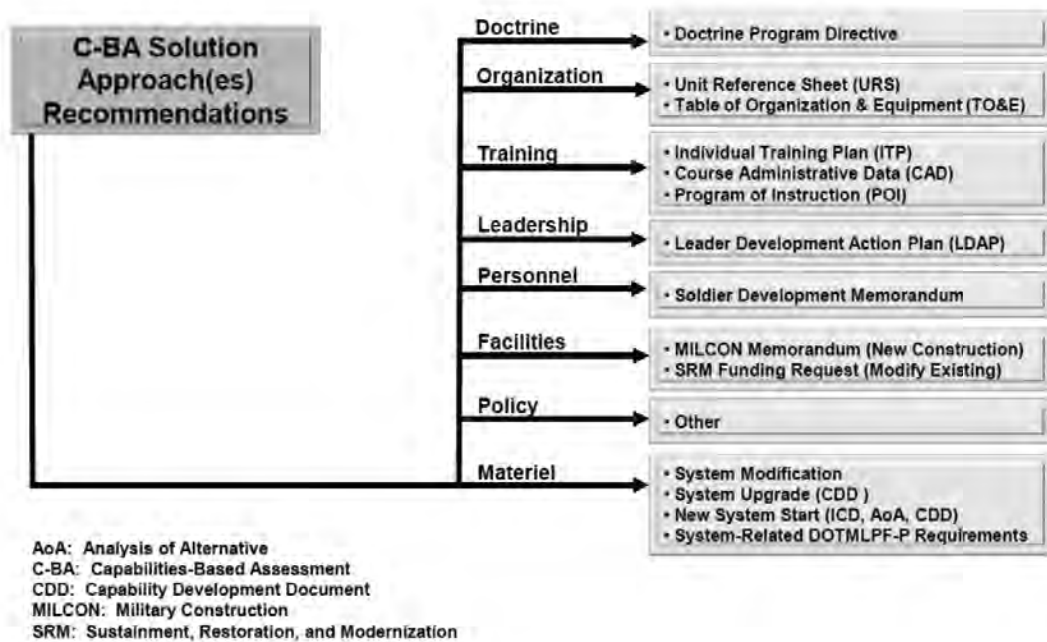 C-BA Solution
Approach(es)
Recommendations
Doctrine
• Doctrine Program Directive
Organization
• Unit Reference Sheet (URS)
• Table of Organization & Equipment (TO&E)
Training
• Individual Training Plan (ITP)
• Course Administrative Data (CAD)
• Program of Instruction (POI)
Leadership
• Leader Development Action Plan (LDAP)
Personnel
• Soldier Development Memorandum
Facilities
• MILCON Memorandum (New Construction)
• SRM Funding Request (Modify Existing)
Policy
• Other
Materiel
• System Modification
• System Upgrade (CDD )
• New System Start (ICD, AoA, CDD)
• System-Related DOTMLPF-P Requirements
AoA: Analysis of Alternative
C-BA: Capabilities-Based Assessment
CDD: Capability Development Document
MILCON: Military Construction
SRM: Sustainment, Restoration, and Modernization